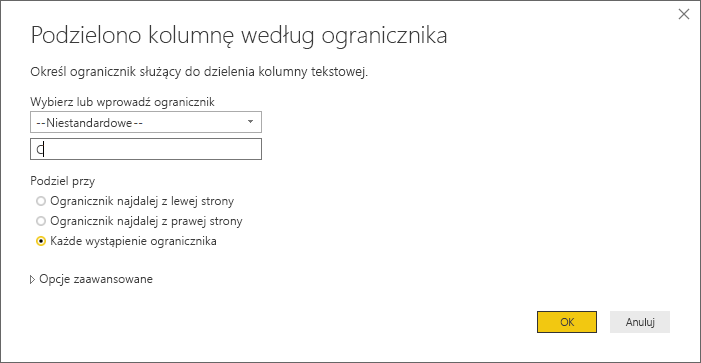 Podzielono kolumnę według ogranicznika
Określ ogranicznik służący do dzielenia kolumny tekstowej.
Wybierz lub wprowadź ogranicznik
--Niestandardowe--
C
Podziel przy
Ogranicznik najdalej z lewej strony
Ogranicznik najdalej z prawej strony
Każde wystąpienie ogranicznika
Opcje zaawansowane
OK
Anuluj